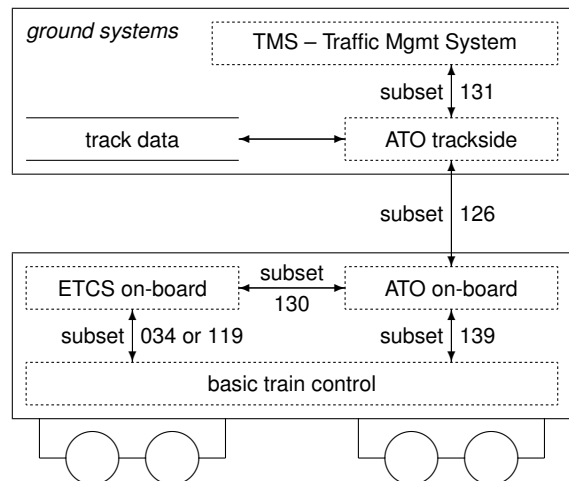 ground systems
TMS – Traffic Mgmt System
subset 131
track data
ATO trackside
subset 126
ETCS on-board
subset
130
ATO on-board
subset 034 or 119
subset 139
basic train control